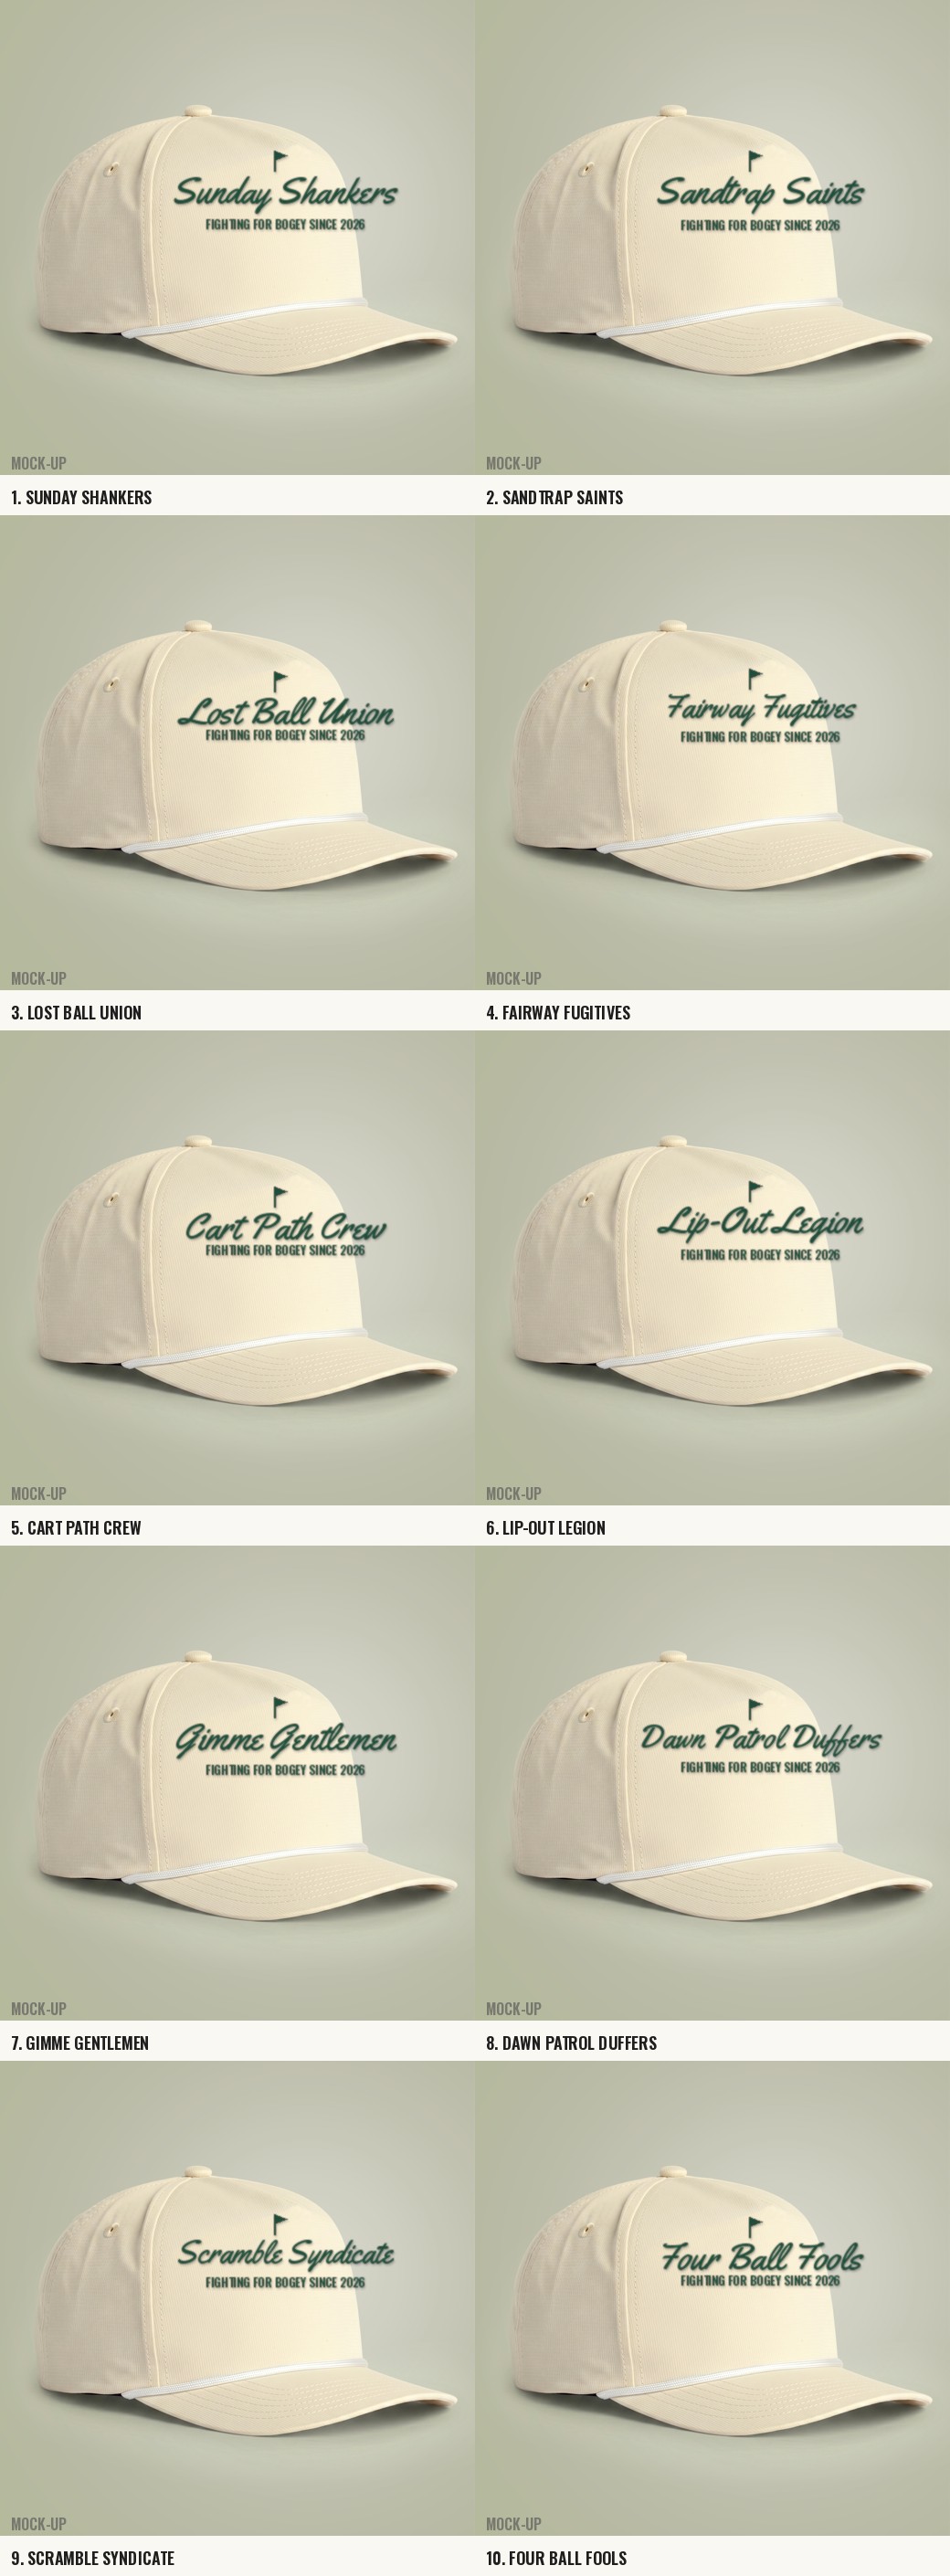 Sunday Shankers
FIGHTING FOR BOGEY SINCE 2026
MOCK-UP
1. SUNDAY SHANKERS
Sandtrap Saints
FIGHTING FOR BOGEY SINCE 2026
MOCK-UP
2. SANDTRAP SAINTS
Lost Ball Union
FIGHTING FOR BOGEY SINCE 2026
MOCK-UP
3. LOST BALL UNION
Fairway Fugitives
FIGHTING FOR BOGEY SINCE 2026
MOCK-UP
4. FAIRWAY FUGITIVES
Cart Path Crew
FIGHTING FOR BOGEY SINCE 2026
MOCK-UP
5. CART PATH CREW
Lip-Out Legion
FIGHTING FOR BOGEY SINCE 2026
MOCK-UP
6. LIP-OUT LEGION
Gimme Gentlemen
FIGHTING FOR BOGEY SINCE 2026
MOCK-UP
7. GIMME GENTLEMEN
Dawn Patrol Duffers
FIGHTING FOR BOGEY SINCE 2026
MOCK-UP
8. DAWN PATROL DUFFERS
Scramble Syndicate
FIGHTING FOR BOGEY SINCE 2026
MOCK-UP
9. SCRAMBLE SYNDICATE
Four Ball Fools
FIGHTING FOR BOGEY SINCE 2026
MOCK-UP
10. FOUR BALL FOOLS